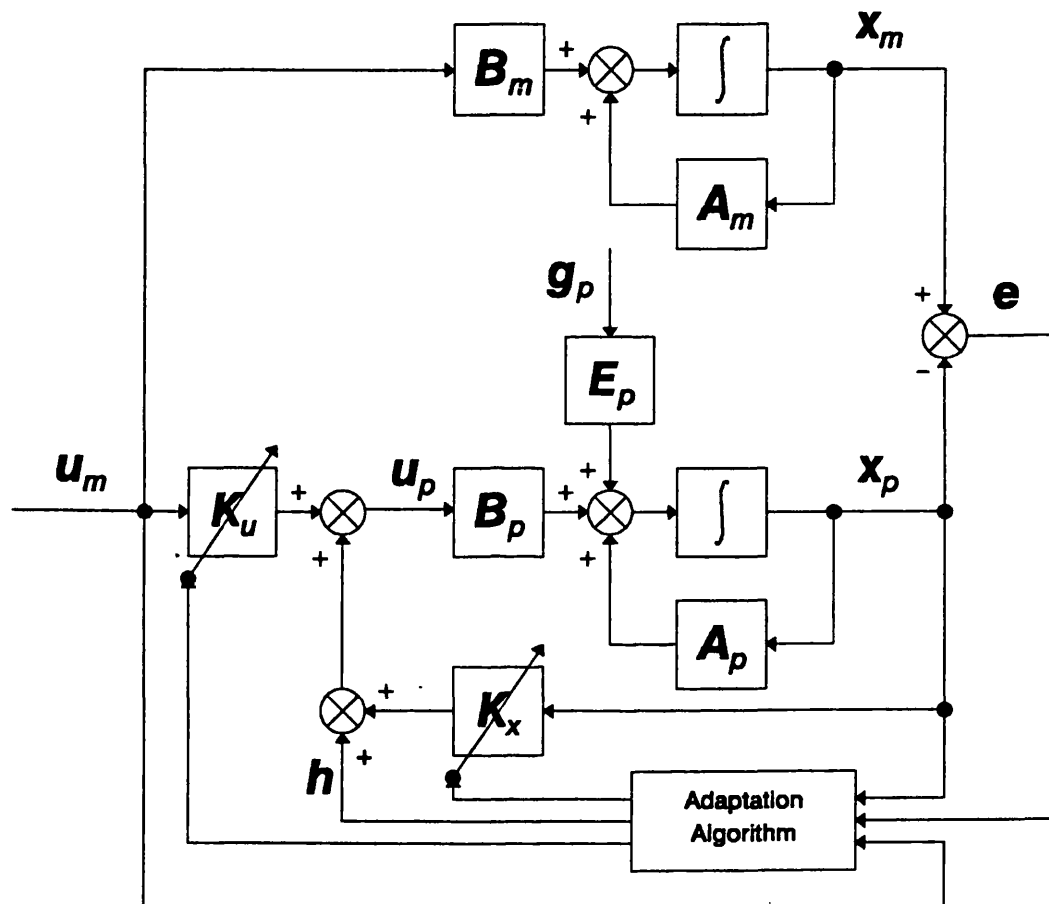 x_m
+
B_m
∫
+
A_m
g_p
+
e
E_p
-
u_m
+
x_p
K_u
+
u_p
B_p
+
∫
+
+
A_p
+
K_x
h
+
Adaptation
Algorithm